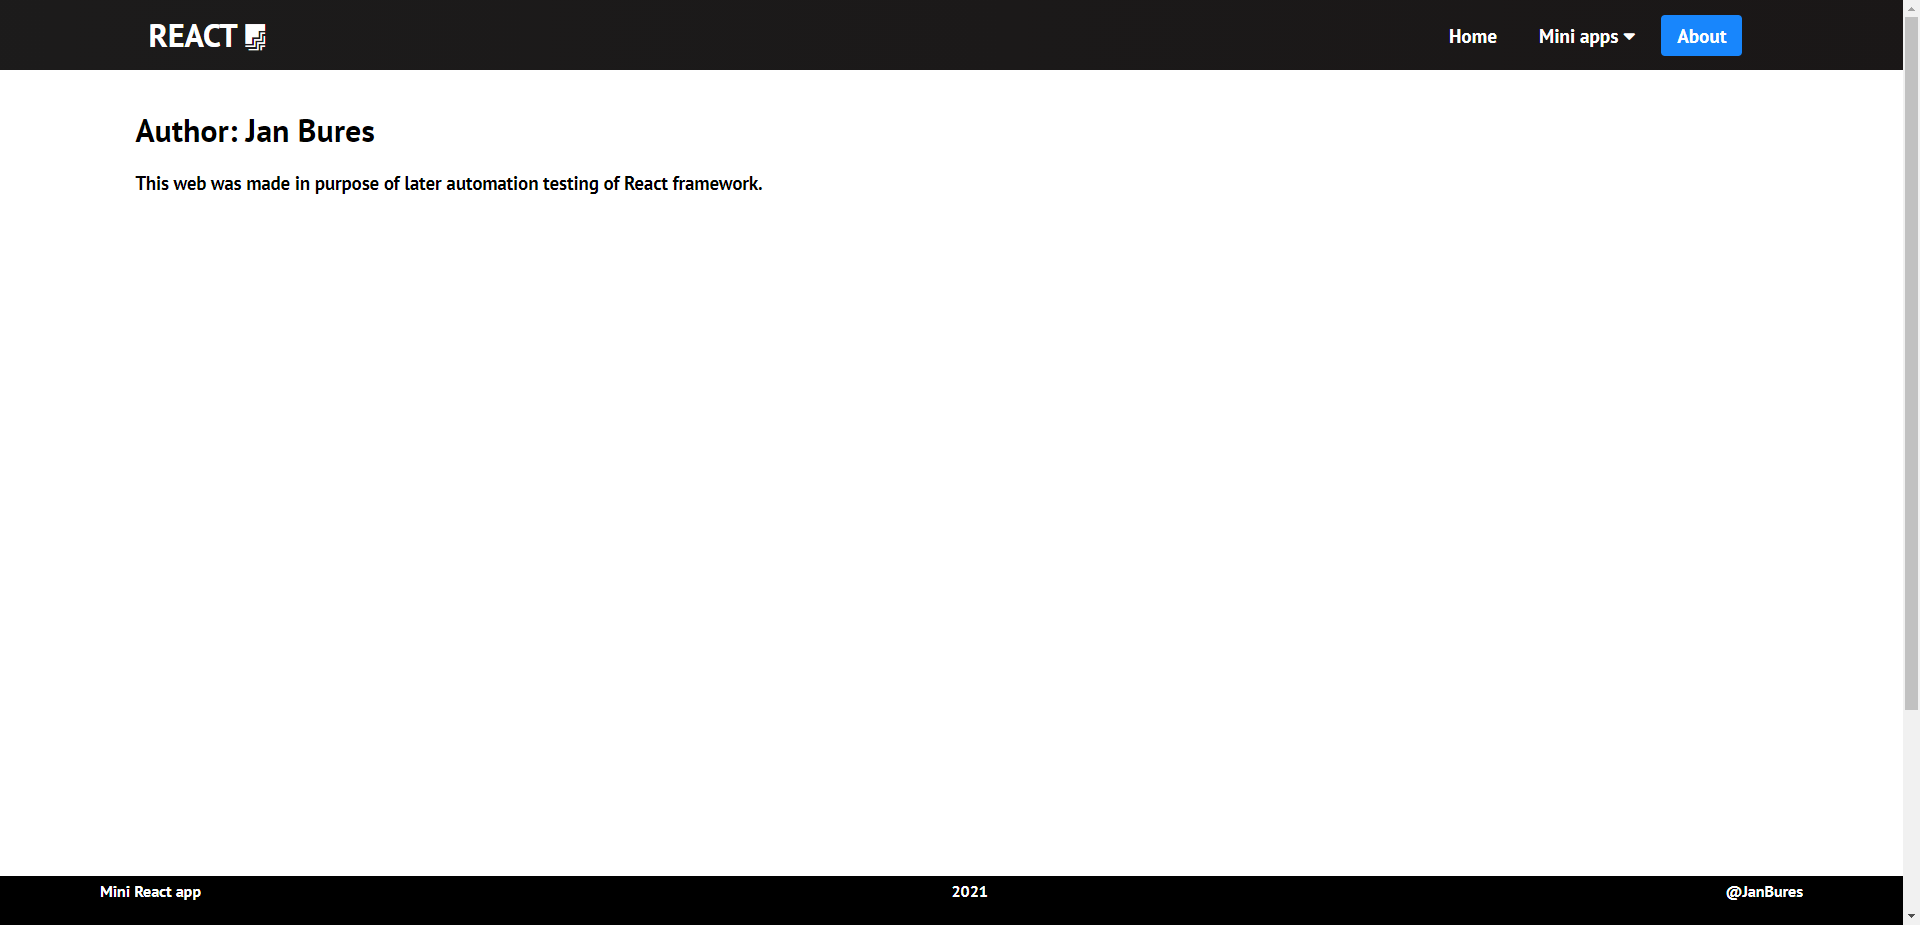 REACT
Home
Mini apps
About
Author: Jan Bures
This web was made in purpose of later automation testing of React framework.
Mini React app
2021
@JanBures